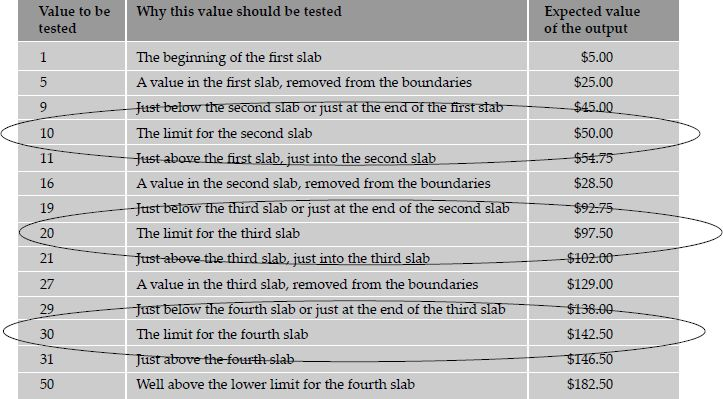 Value to be tested Why this value should be tested Expected value of the output
1 The beginning of the first slab $5.00
5 A value in the first slab, removed from the boundaries $25.00
9 Just below the second slab or just at the end of the first slab $45.00
10 The limit for the second slab $50.00
11 Just above the first slab, just into the second slab $54.75
16 A value in the second slab, removed from the boundaries $28.50
19 Just below the third slab or just at the end of the second slab $92.75
20 The limit for the third slab $97.50
21 Just above the third slab, just into the third slab $102.00
27 A value in the third slab, removed from the boundaries $129.00
29 Just below the fourth slab or just at the end of the third slab $138.00
30 The limit for the fourth slab $142.50
31 Just above the fourth slab $146.50
50 Well above the lower limit for the fourth slab $182.50